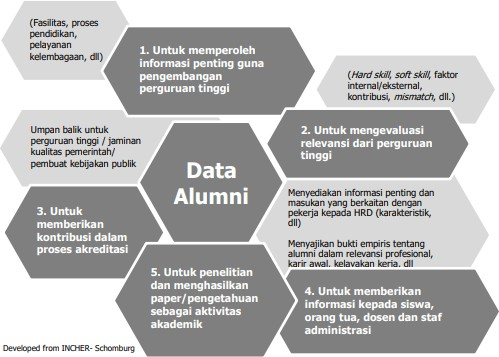 (Fasilitas, proses
pendidikan,
pelayanan
kelembagaan, dll)
1. Untuk memperoleh
informasi penting guna
pengembangan
perguruan tinggi
(Hard skill, soft skill, faktor
internal/eksternal,
kontribusi, mismatch, dll.)
2. Untuk mengevaluasi
relevansi dari perguruan
tinggi
Umpan balik untuk
perguruan tinggi / jaminan
kualitas pemerintah/
pembuat kebijakan publik
Data
Alumni
3. Untuk
memberikan
kontribusi dalam
proses akreditasi
Menyediakan informasi penting dan
masukan yang berkaitan dengan
pekerja kepada HRD (karakteristik,
dll)
Menyajikan bukti empiris tentang
alumni dalam relevansi profesional,
karir awal, kelayakan kerja, dll
4. Untuk memberikan
informasi kepada siswa,
orang tua, dosen dan staf
administrasi
5. Untuk penelitian
dan menghasilkan
paper/pengetahuan
sebagai aktivitas
akademik
Developed from INCHER- Schomburg